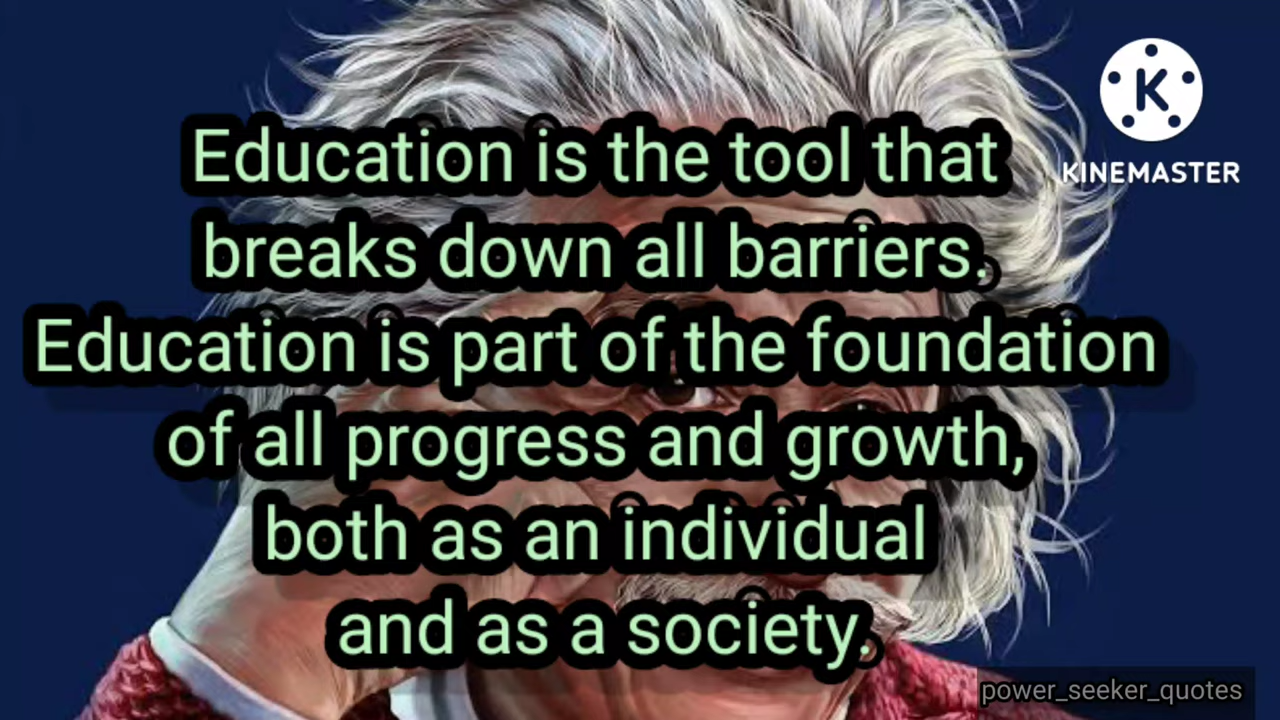 Education is the tool that
breaks down all barriers.
Education is part of the foundation
of all progress and growth,
both as an individual
and as a society.
K
KINEMASTER
power_seeker_quotes